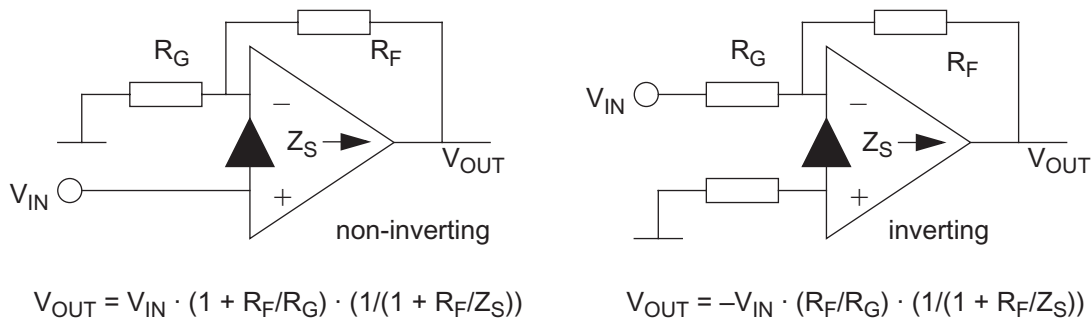 R_G
R_F
−
Z_S
V_OUT
V_IN
+
non-inverting
V_OUT = V_IN · (1 + R_F/R_G) · (1/(1 + R_F/Z_S))
R_G
R_F
V_IN
−
Z_S
V_OUT
+
inverting
V_OUT = –V_IN · (R_F/R_G) · (1/(1 + R_F/Z_S))